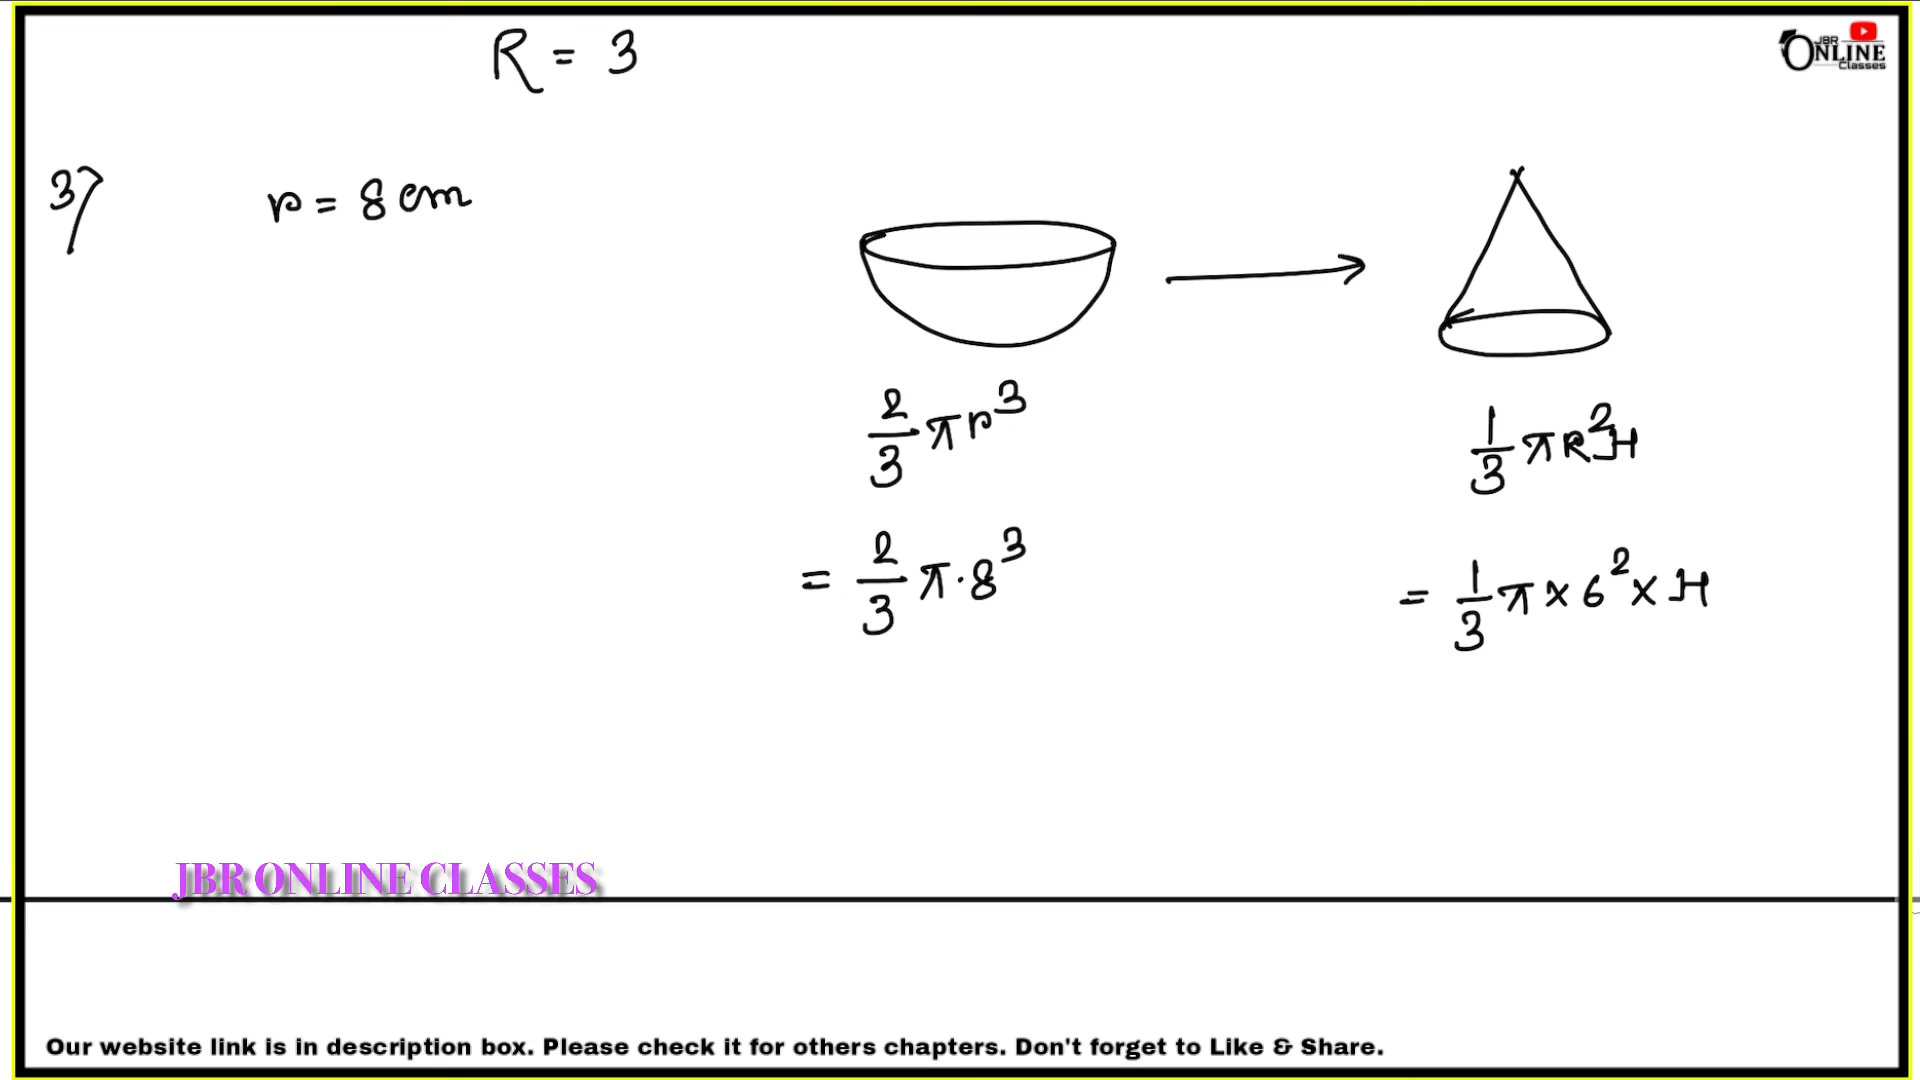 R = 3
JBR
ONLINE
Classes
3) r = 8 cm
2/3 πr³
1/3 πR²H
= 2/3 π·8³
= 1/3 π × 6² × H
JBR ONLINE CLASSES
Our website link is in description box. Please check it for others chapters. Don't forget to Like & Share.